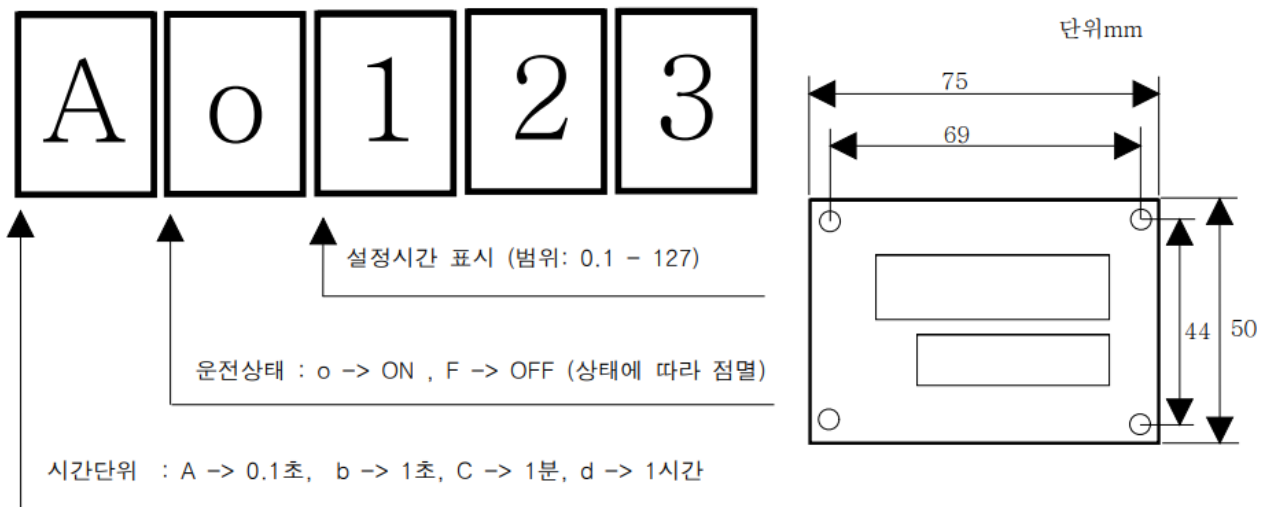 A o 1 2 3
설정시간 표시 (범위: 0.1 - 127)
운전상태 : o -> ON , F -> OFF (상태에 따라 점멸)
시간단위 : A -> 0.1초, b -> 1초, C -> 1분, d -> 1시간
단위mm
75
69
44
50